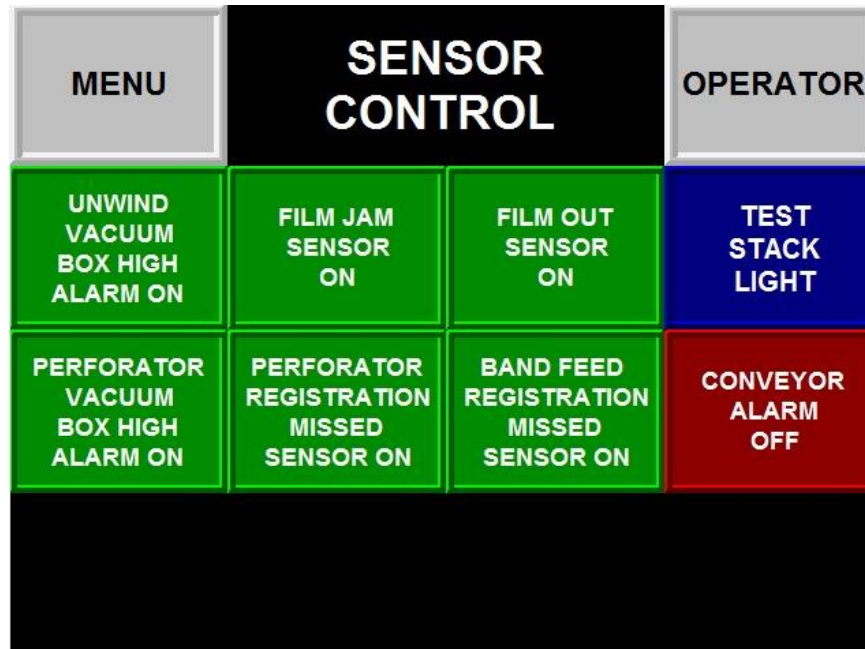 MENU
SENSOR
CONTROL
OPERATOR
UNWIND
VACUUM
BOX HIGH
ALARM ON
FILM JAM
SENSOR
ON
FILM OUT
SENSOR
ON
TEST
STACK
LIGHT
PERFORATOR
VACUUM
BOX HIGH
ALARM ON
PERFORATOR
REGISTRATION
MISSED
SENSOR ON
BAND FEED
REGISTRATION
MISSED
SENSOR ON
CONVEYOR
ALARM
OFF